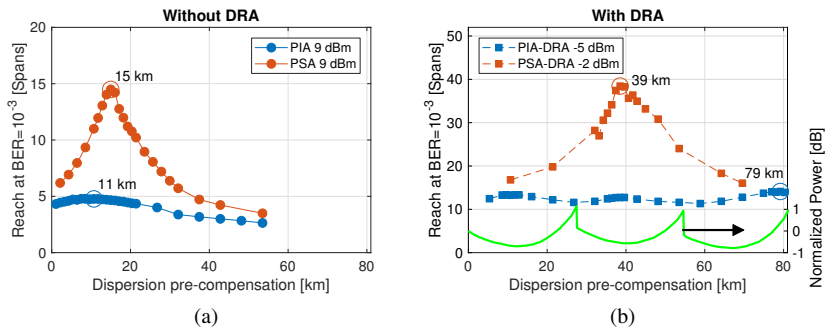 Without DRA
20
15
10
5
0
0
20
40
60
80
Reach at BER=10⁻³ [Spans]
Dispersion pre-compensation [km]
PIA 9 dBm
PSA 9 dBm
15 km
11 km
(a)
With DRA
50
40
30
20
10
0
0
20
40
60
80
Reach at BER=10⁻³ [Spans]
Dispersion pre-compensation [km]
PIA-DRA -5 dBm
PSA-DRA -2 dBm
39 km
79 km
1
0
-1
Normalized Power [dB]
(b)